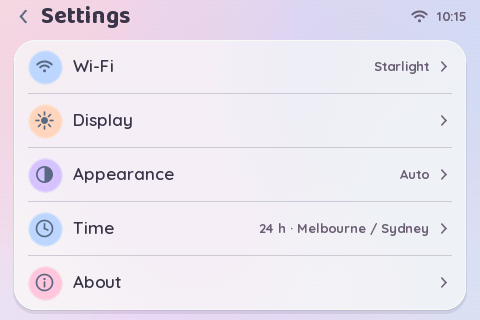 Settings 10:15
Wi-Fi Starlight
Display
Appearance Auto
Time 24 h · Melbourne / Sydney
About